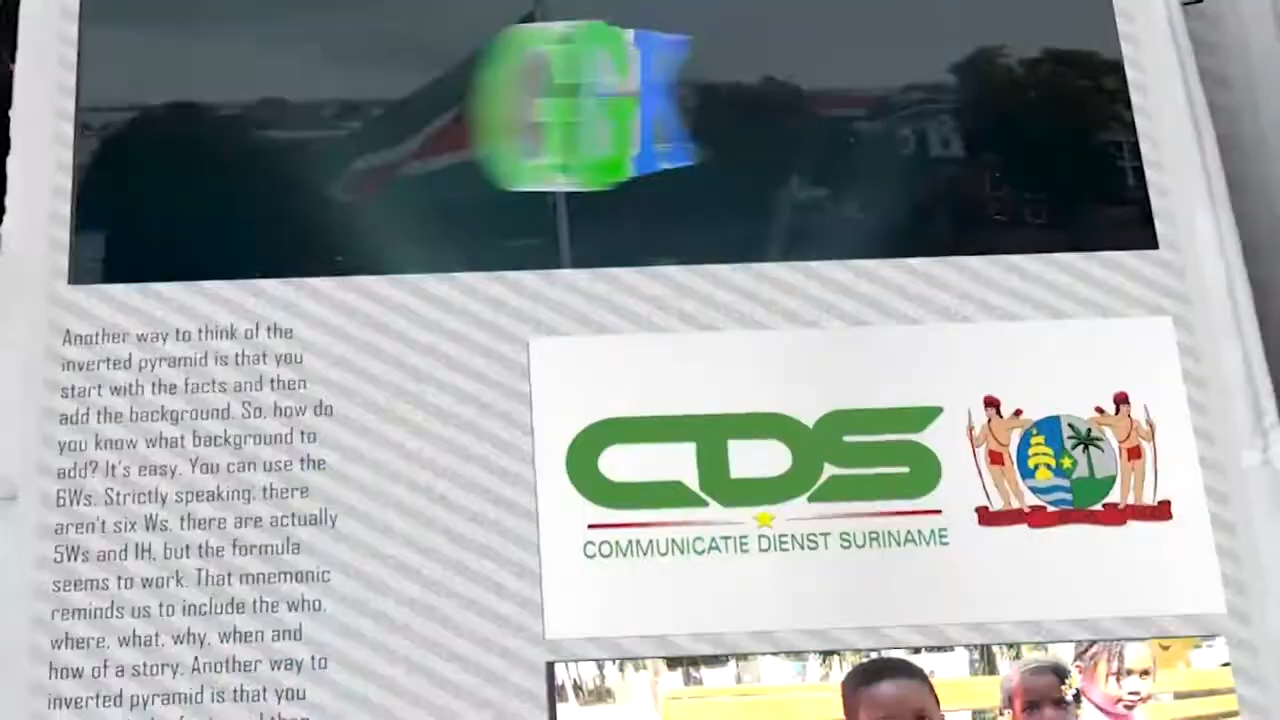 GGK
Another way to think of the
inverted pyramid is that you
start with the facts and then
add the background. So, how do
you know what background to
add? It's easy. You can use the
6Ws. Strictly speaking, there
aren't six Ws, there are actually
5Ws and 1H, but the formula
seems to work. That mnemonic
reminds us to include the who,
where, what, why, when and
how of a story. Another way to
inverted pyramid is that you
CDS
COMMUNICATIE DIENST SURINAME